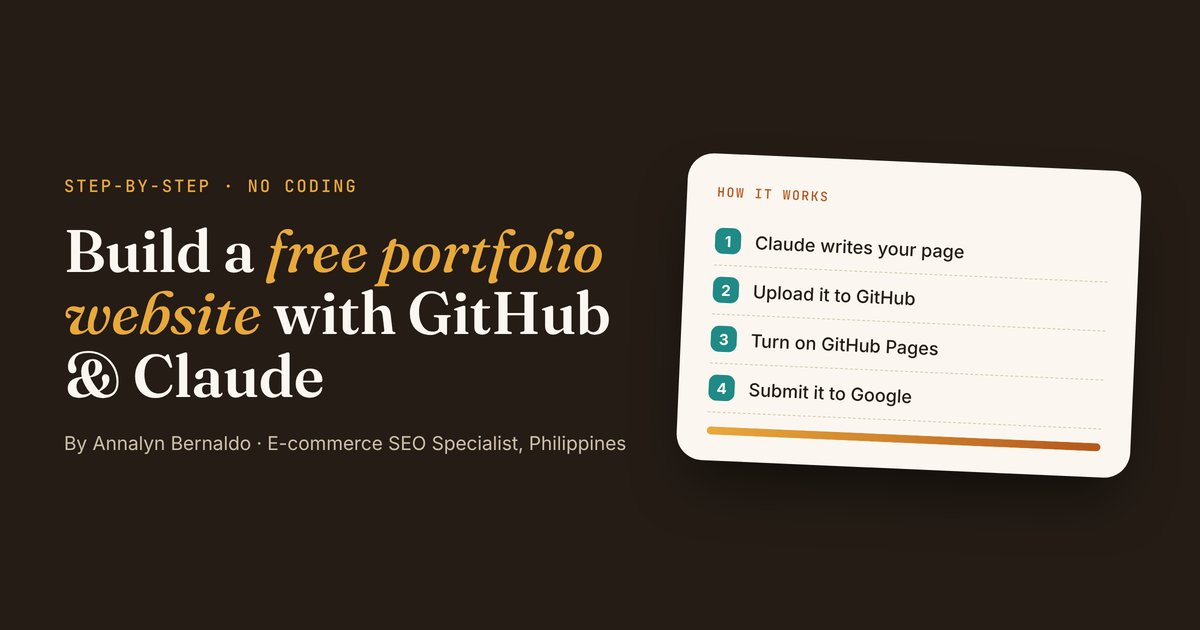 STEP-BY-STEP · NO CODING
Build a free portfolio
website with GitHub
& Claude
By Annalyn Bernaldo · E-commerce SEO Specialist, Philippines
HOW IT WORKS
1 Claude writes your page
2 Upload it to GitHub
3 Turn on GitHub Pages
4 Submit it to Google